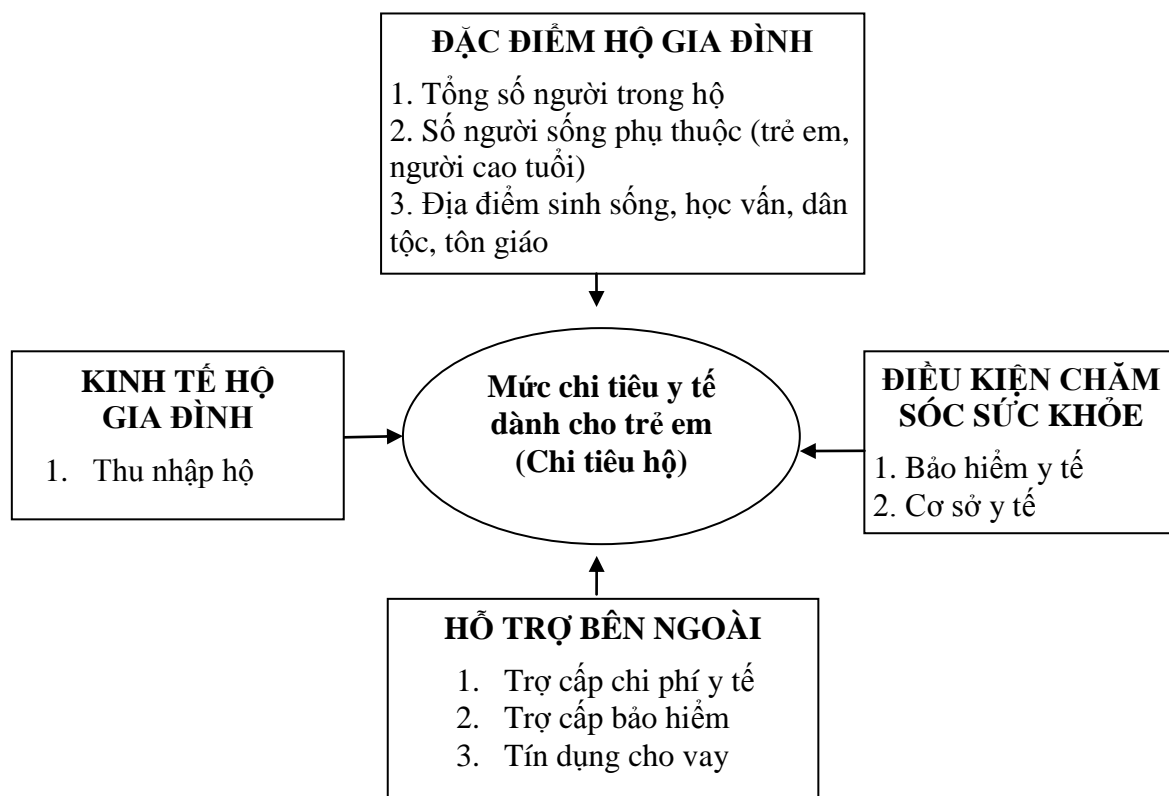 ĐẶC ĐIỂM HỘ GIA ĐÌNH
1. Tổng số người trong hộ
2. Số người sống phụ thuộc (trẻ em,
người cao tuổi)
3. Địa điểm sinh sống, học vấn, dân
tộc, tôn giáo
KINH TẾ HỘ
GIA ĐÌNH
1. Thu nhập hộ
Mức chi tiêu y tế
dành cho trẻ em
(Chi tiêu hộ)
ĐIỀU KIỆN CHĂM
SÓC SỨC KHỎE
1. Bảo hiểm y tế
2. Cơ sở y tế
HỖ TRỢ BÊN NGOÀI
1. Trợ cấp chi phí y tế
2. Trợ cấp bảo hiểm
3. Tín dụng cho vay